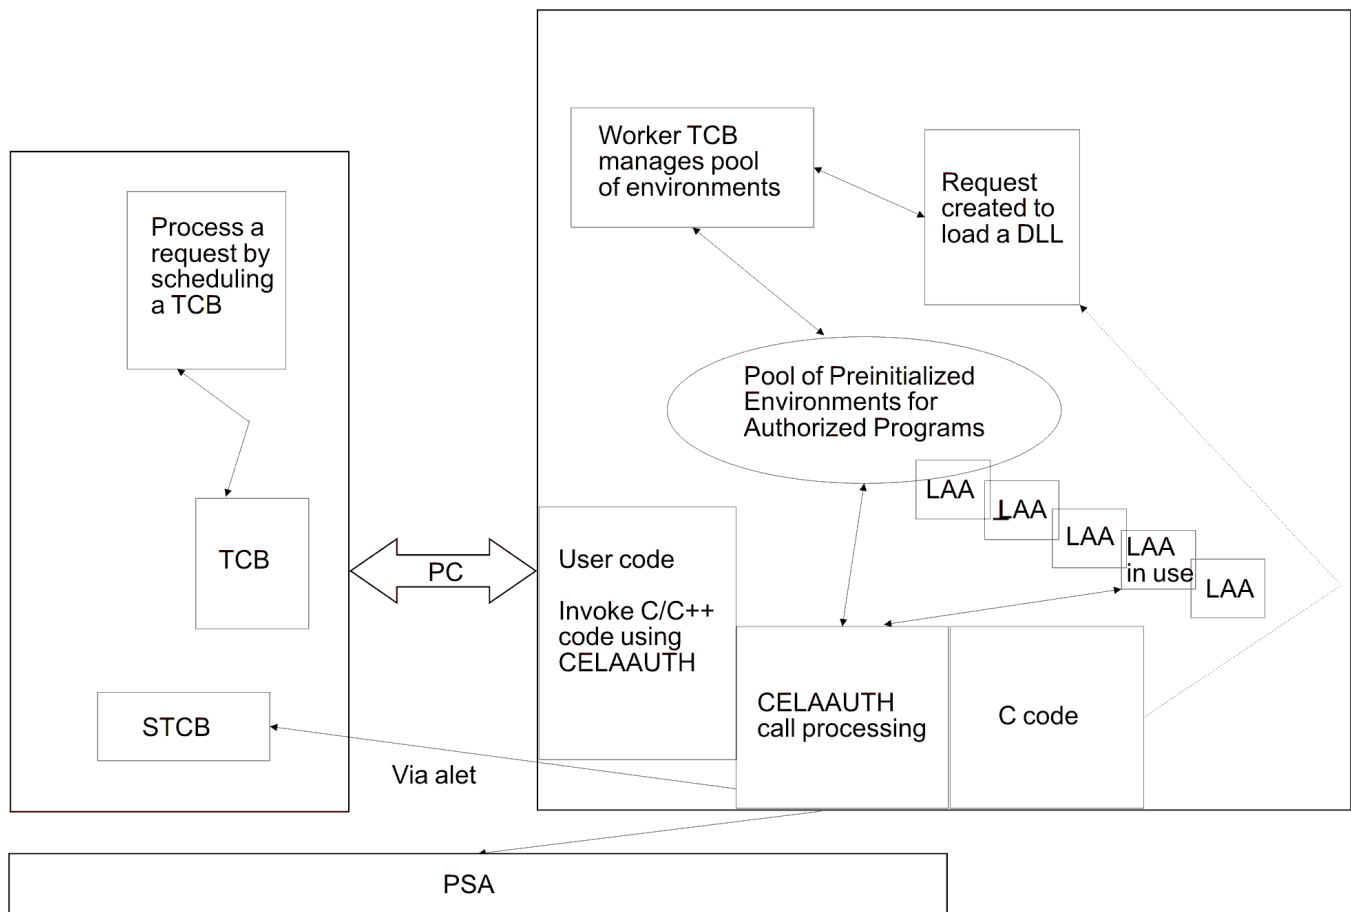 Process a
request by
scheduling
a TCB
TCB
STCB
Via alet
PC
Worker TCB
manages pool
of environments
Request
created to
load a DLL
Pool of Preinitialized
Environments for
Authorized Programs
LAA
LAA
LAA
LAA
in use
LAA
User code
Invoke C/C++
code using
CELAAUTH
CELAAUTH
call processing
C code
PSA